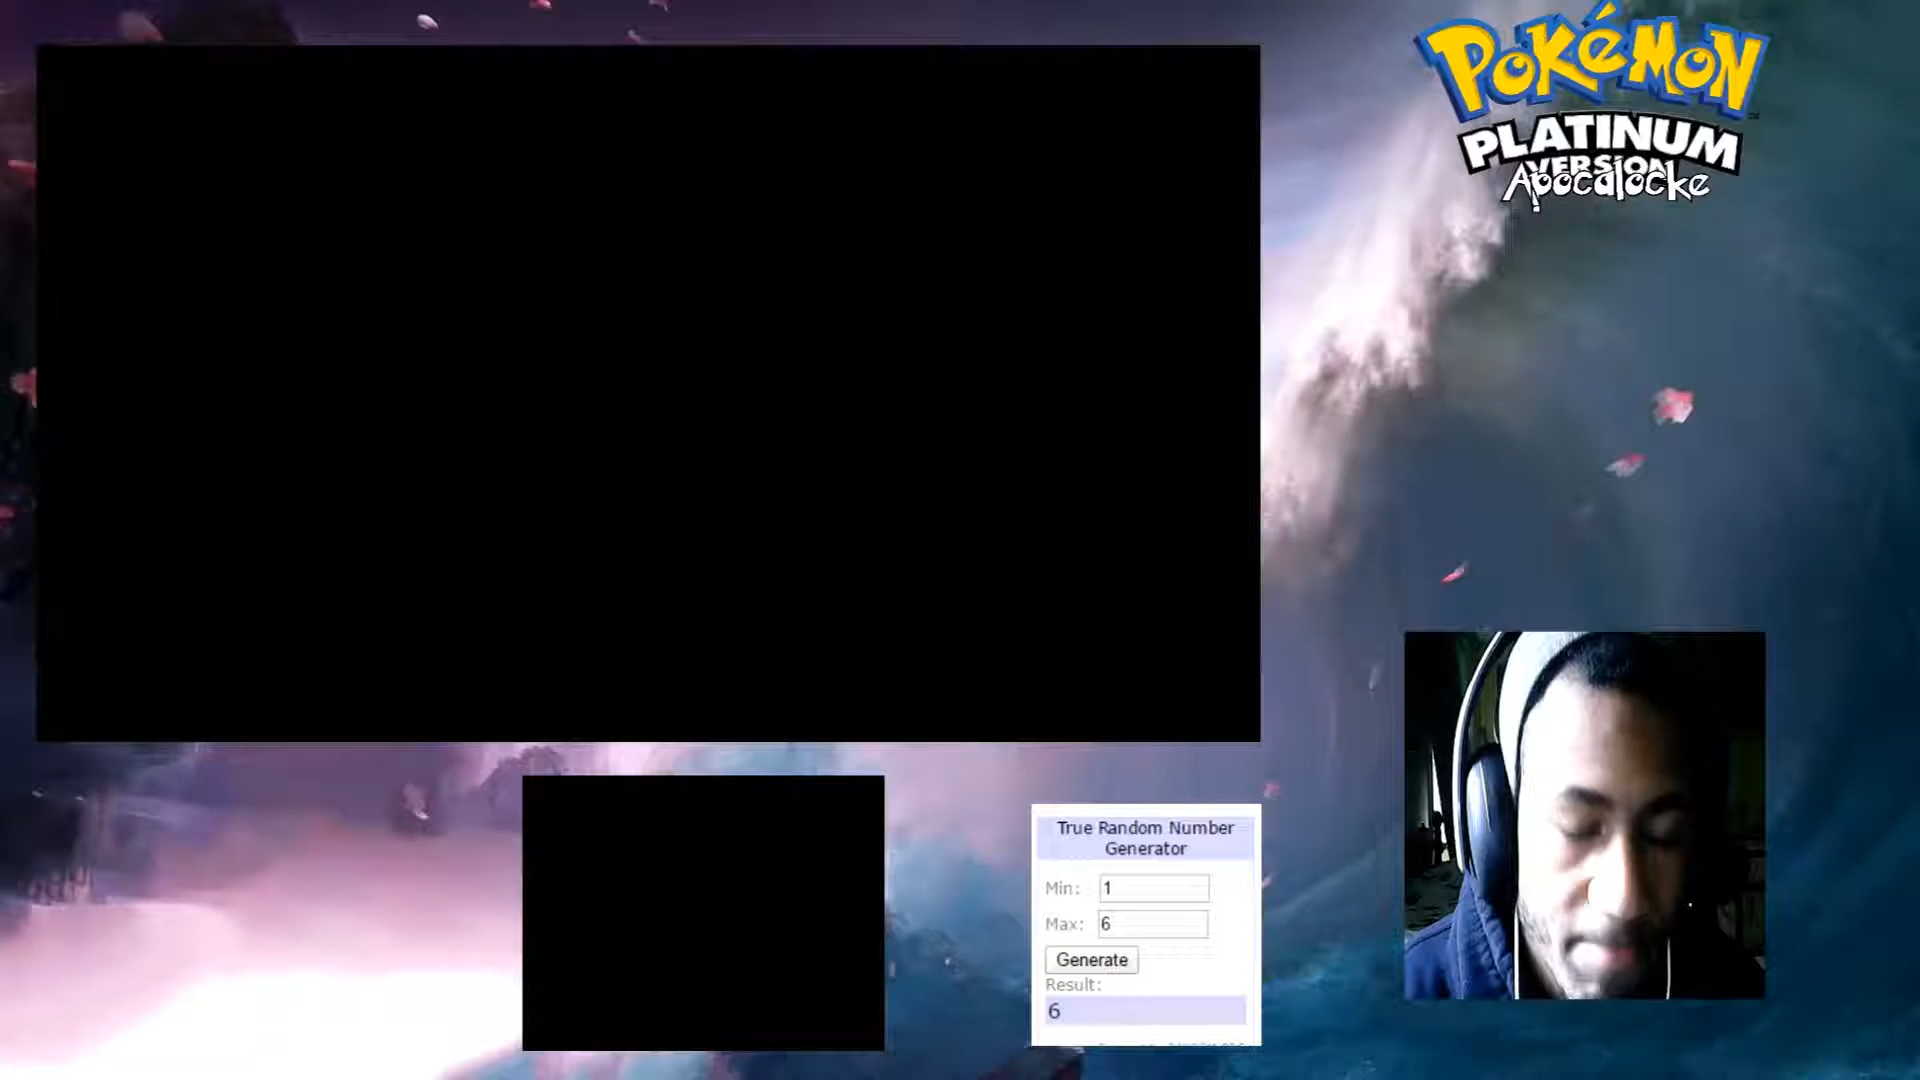 POKéMON
PLATINUM
VERSION
Apocalocke
True Random Number
Generator
Min: 1
Max: 6
Generate
Result:
6